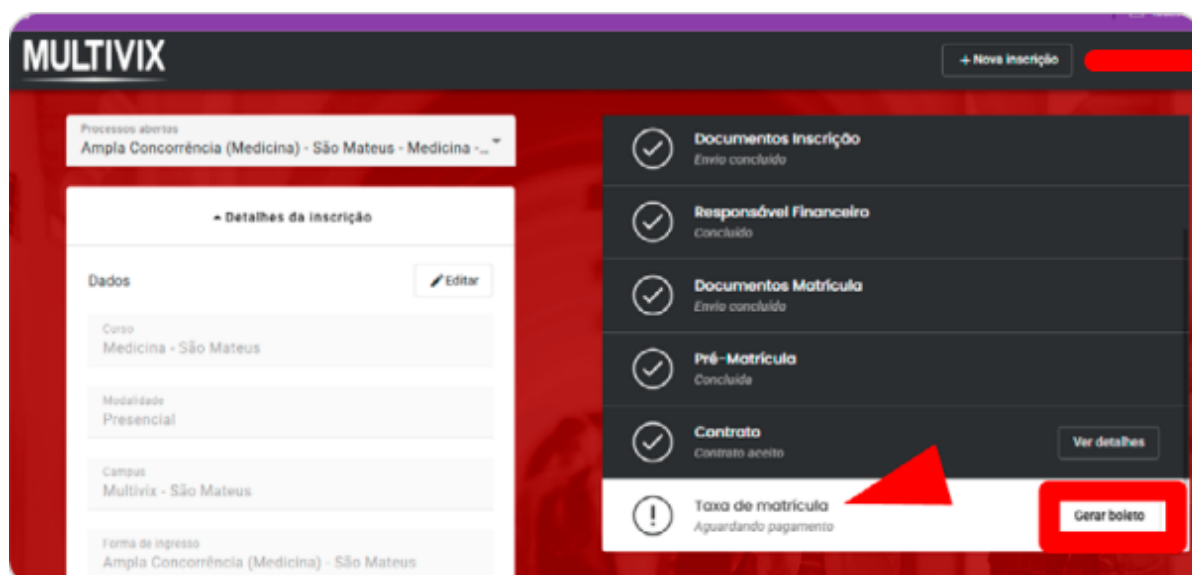 MULTIVIX
+ Nova inscrição
Processos abertos
Ampla Concorrência (Medicina) - São Mateus - Medicina -...
Detalhes da inscrição
Dados
Editar
Curso
Medicina - São Mateus
Modalidade
Presencial
Campus
Multivix - São Mateus
Forma de ingresso
Ampla Concorrência (Medicina) - São Mateus
Documentos Inscrição
Envio concluído
Responsável Financeiro
Concluído
Documentos Matrícula
Envio concluído
Pré-Matrícula
Concluída
Contrato
Contrato aceito
Ver detalhes
Taxa de matrícula
Aguardando pagamento
Gerar boleto